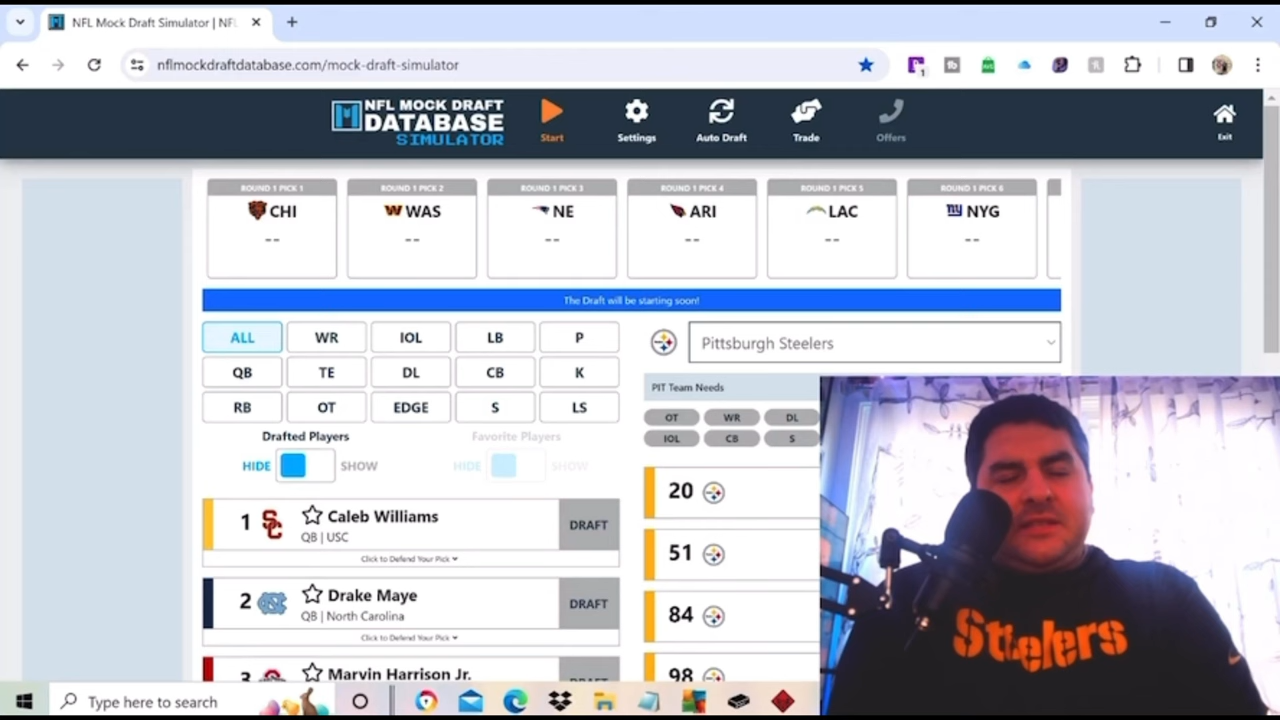 NFL Mock Draft Simulator | NFL
nflmockdraftdatabase.com/mock-draft-simulator
1
NFL MOCK DRAFT
DATABASE
SIMULATOR
Start
Settings
Auto Draft
Trade
Offers
Exit
ROUND 1 PICK 1
ROUND 1 PICK 2
ROUND 1 PICK 3
ROUND 1 PICK 4
ROUND 1 PICK 5
ROUND 1 PICK 6
CHI
WAS
NE
ARI
LAC
NYG
--
--
--
--
--
--
The Draft will be starting soon!
ALL
WR
IOL
LB
P
QB
TE
DL
CB
K
RB
OT
EDGE
S
LS
Drafted Players
Favorite Players
HIDE
SHOW
HIDE
SHOW
1
Caleb Williams
QB | USC
DRAFT
Click to Defend Your Pick
2
Drake Maye
QB | North Carolina
DRAFT
Click to Defend Your Pick
3
Marvin Harrison Jr.
Pittsburgh Steelers
PIT Team Needs
OT
WR
DL
IOL
CB
S
20
51
84
98
Steelers
Type here to search